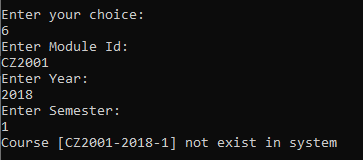 Enter your choice:
6
Enter Module Id:
CZ2001
Enter Year:
2018
Enter Semester:
1
Course [CZ2001-2018-1] not exist in system